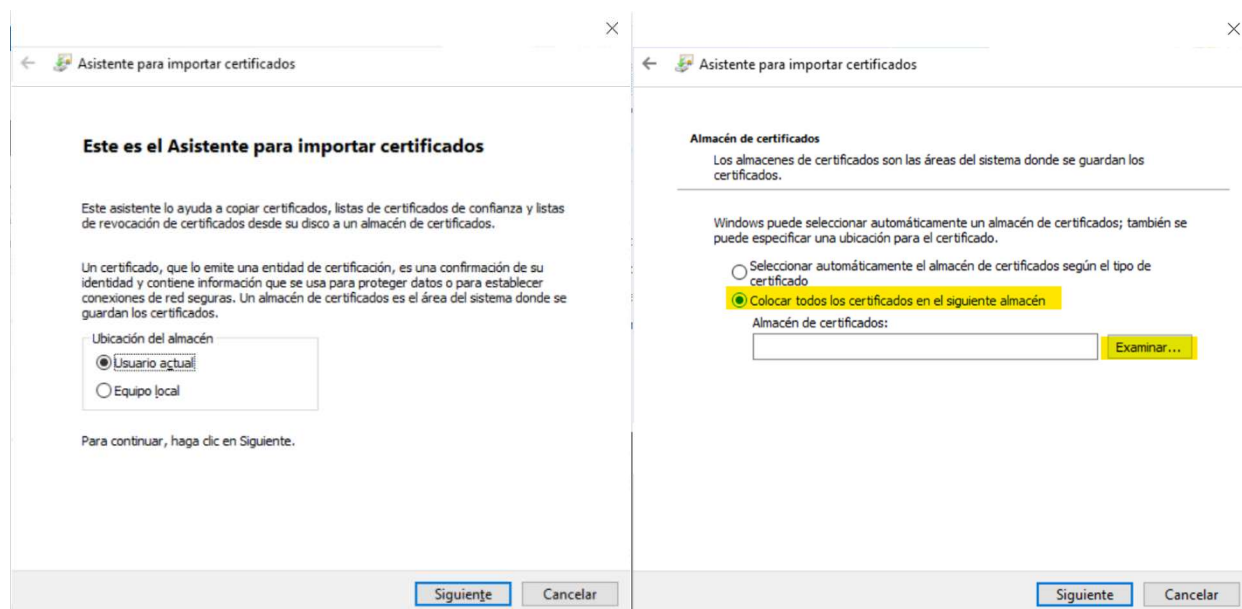 Asistente para importar certificados
Este es el Asistente para importar certificados
Este asistente lo ayuda a copiar certificados, listas de certificados de confianza y listas
de revocación de certificados desde su disco a un almacén de certificados.
Un certificado, que lo emite una entidad de certificación, es una confirmación de su
identidad y contiene información que se usa para proteger datos o para establecer
conexiones de red seguras. Un almacén de certificados es el área del sistema donde se
guardan los certificados.
Ubicación del almacén
Usuario actual
Equipo local
Para continuar, haga clic en Siguiente.
Siguiente
Cancelar
Asistente para importar certificados
Almacén de certificados
Los almacenes de certificados son las áreas del sistema donde se guardan los
certificados.
Windows puede seleccionar automáticamente un almacén de certificados; también se
puede especificar una ubicación para el certificado.
Seleccionar automáticamente el almacén de certificados según el tipo de
certificado
Colocar todos los certificados en el siguiente almacén
Almacén de certificados:
Examinar...
Siguiente
Cancelar